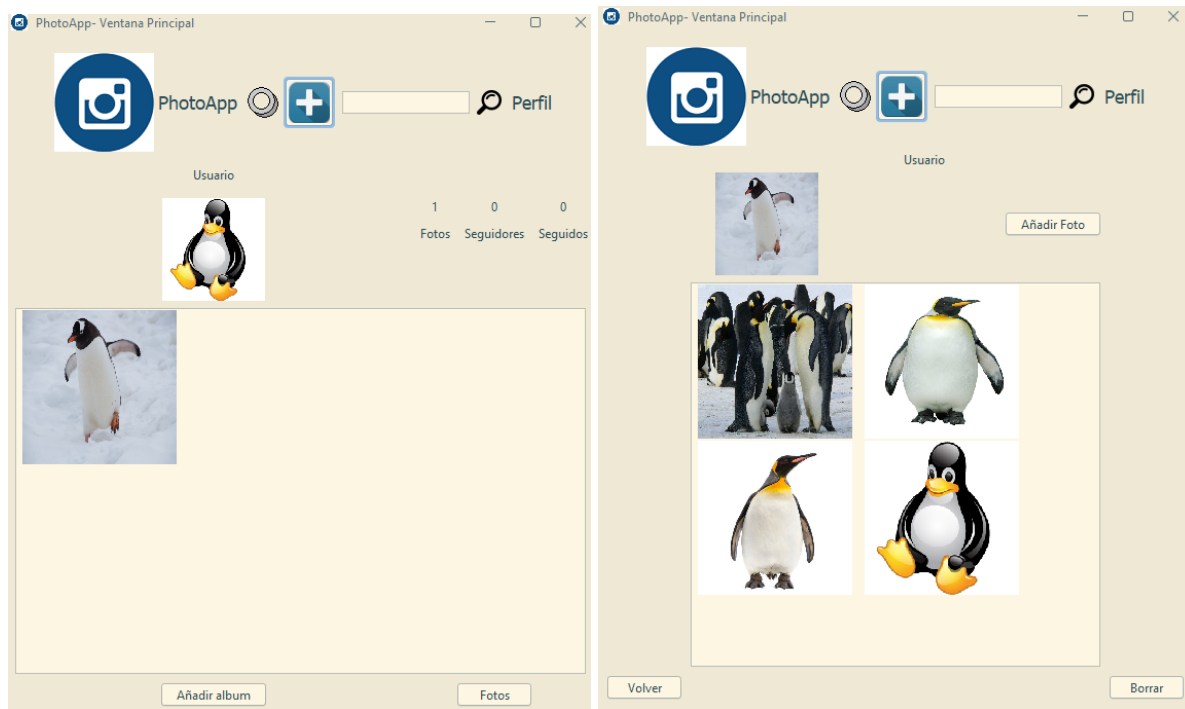 PhotoApp- Ventana Principal
PhotoApp
Perfil
Usuario
1 0 0
Fotos Seguidores Seguidos
Añadir album
Fotos
PhotoApp- Ventana Principal
PhotoApp
Perfil
Usuario
Añadir Foto
Volver
Borrar